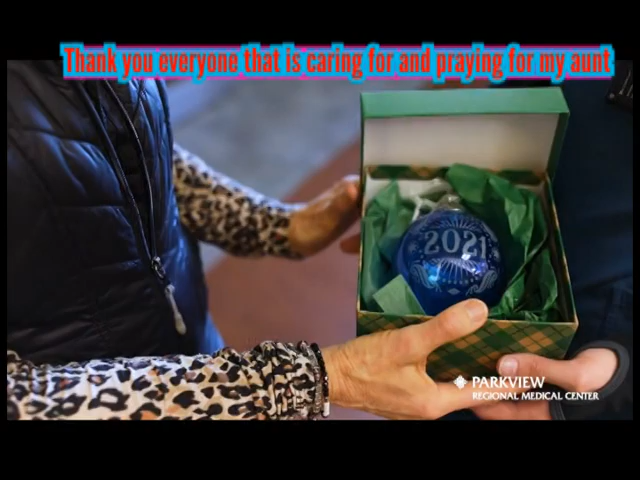 Thank you everyone that is caring for and praying for my aunt
2021
PARKVIEW
REGIONAL MEDICAL CENTER